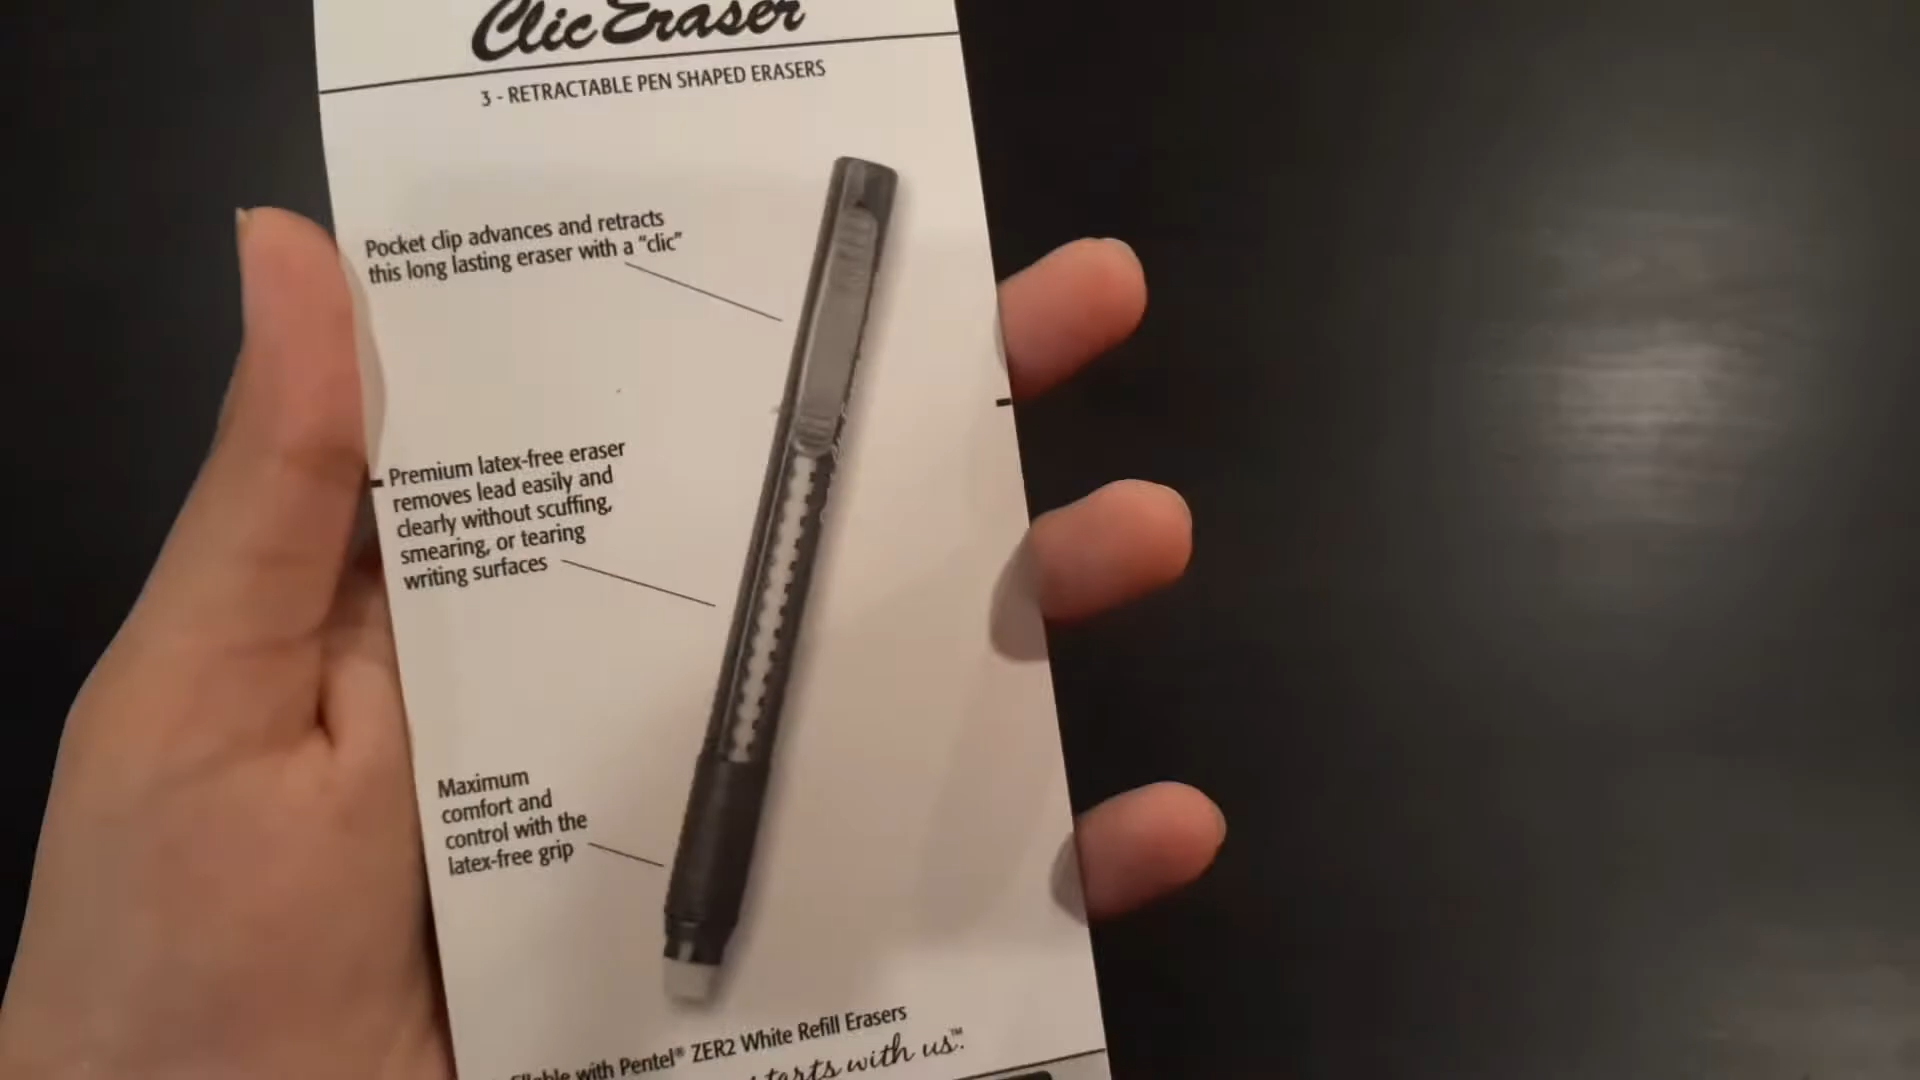 Clic Eraser
3 - RETRACTABLE PEN SHAPED ERASERS
Pocket clip advances and retracts
this long lasting eraser with a “clic”
Premium latex-free eraser
removes lead easily and
clearly without scuffing,
smearing, or tearing
writing surfaces
Maximum
comfort and
control with the
latex-free grip
with Pentel® ZER2 White Refill Erasers
starts with us.™